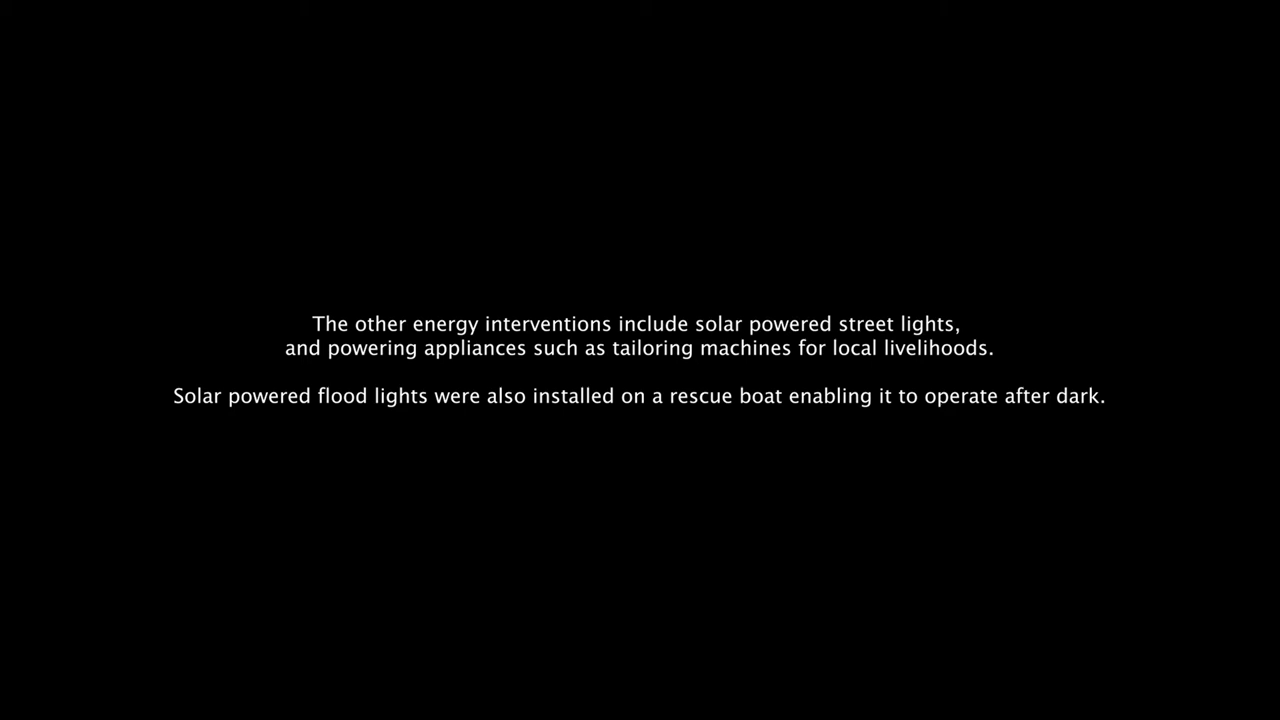 The other energy interventions include solar powered street lights,
and powering appliances such as tailoring machines for local livelihoods.
Solar powered flood lights were also installed on a rescue boat enabling it to operate after dark.